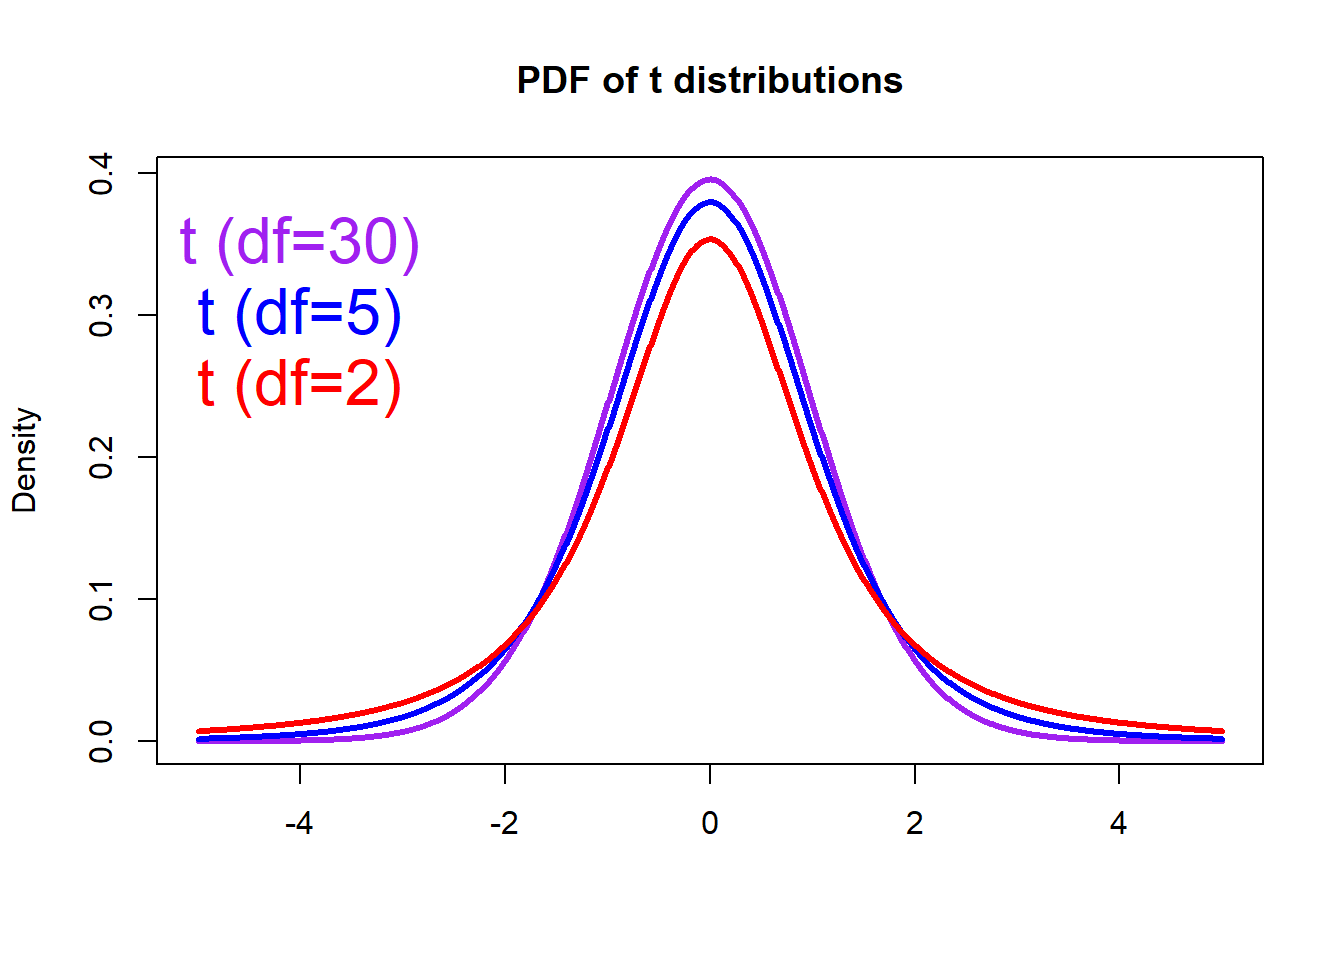 PDF of t distributions
t (df=30)
t (df=5)
t (df=2)
Density
0.4
0.3
0.2
0.1
0.0
-4 -2 0 2 4